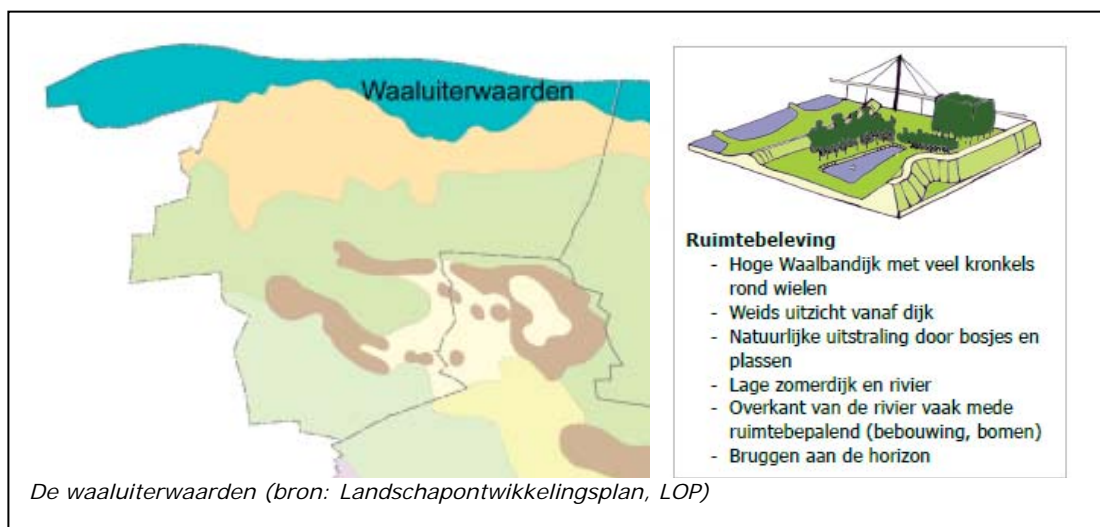 Waaluiterwaarden
Ruimtebeleving
- Hoge Waalbandijk met veel kronkels
rond wielen
- Weids uitzicht vanaf dijk
- Natuurlijke uitstraling door bosjes en
plassen
- Lage zomerdijk en rivier
- Overkant van de rivier vaak mede
ruimtebepalend (bebouwing, bomen)
- Bruggen aan de horizon
De waaluiterwaarden (bron: Landschapontwikkelingsplan, LOP)